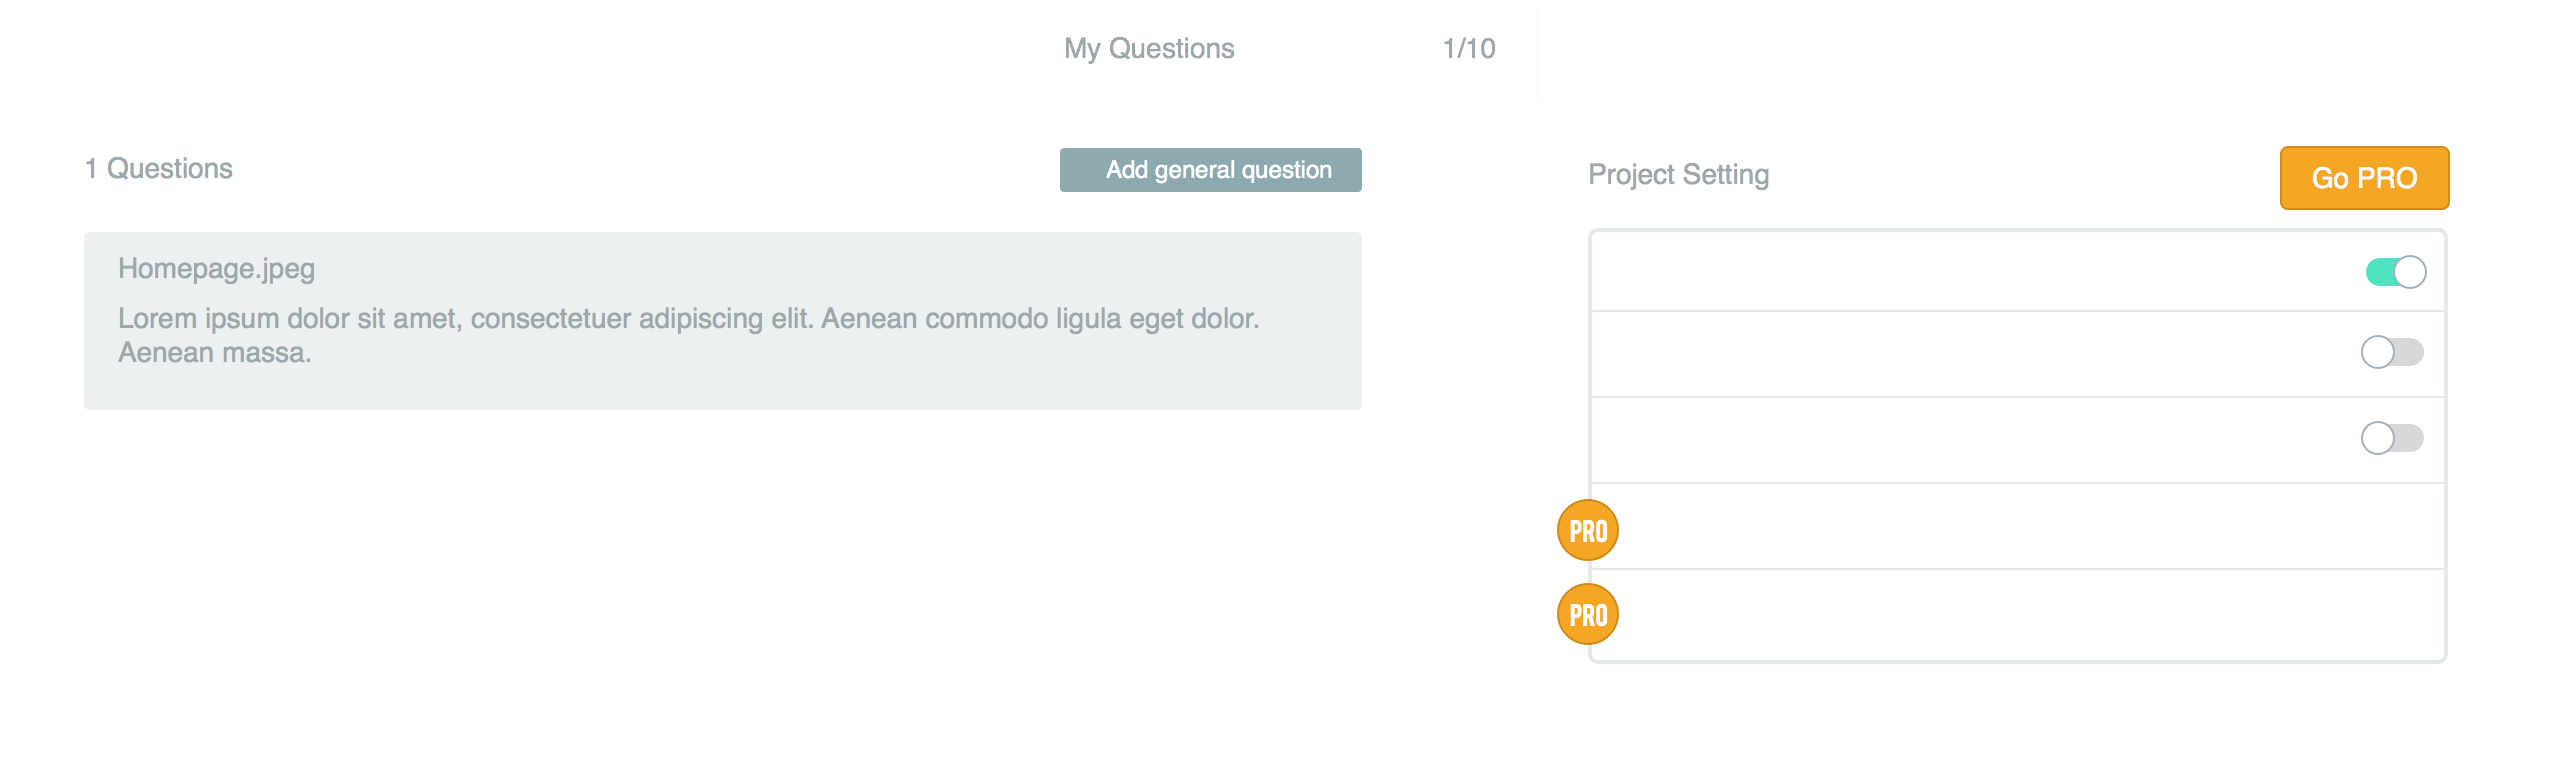 My Questions 1/10
1 Questions
Add general question
Homepage.jpeg
Lorem ipsum dolor sit amet, consectetuer adipiscing elit. Aenean commodo ligula eget dolor.
Aenean massa.
Project Setting
Go PRO
PRO
PRO